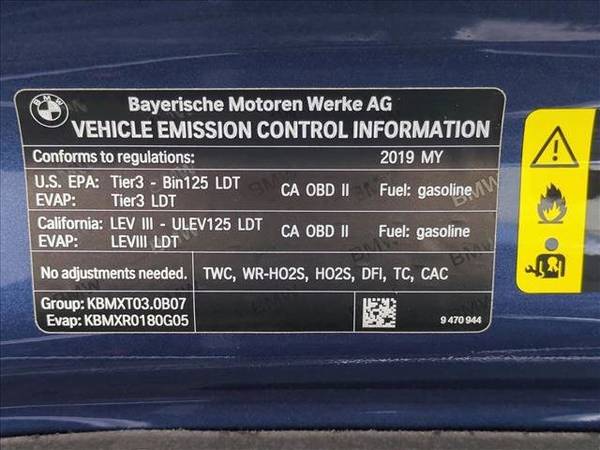 BMW
Bayerische Motoren Werke AG
VEHICLE EMISSION CONTROL INFORMATION
Conforms to regulations: 2019 MY
U.S. EPA: Tier3 - Bin125 LDT CA OBD II Fuel: gasoline
EVAP: Tier3 LDT
California: LEV III - ULEV125 LDT CA OBD II Fuel: gasoline
EVAP: LEVIII LDT
No adjustments needed. TWC, WR-HO2S, HO2S, DFI, TC, CAC
Group: KBMXT03.0B07
Evap: KBMXR0180G05
9 470 944